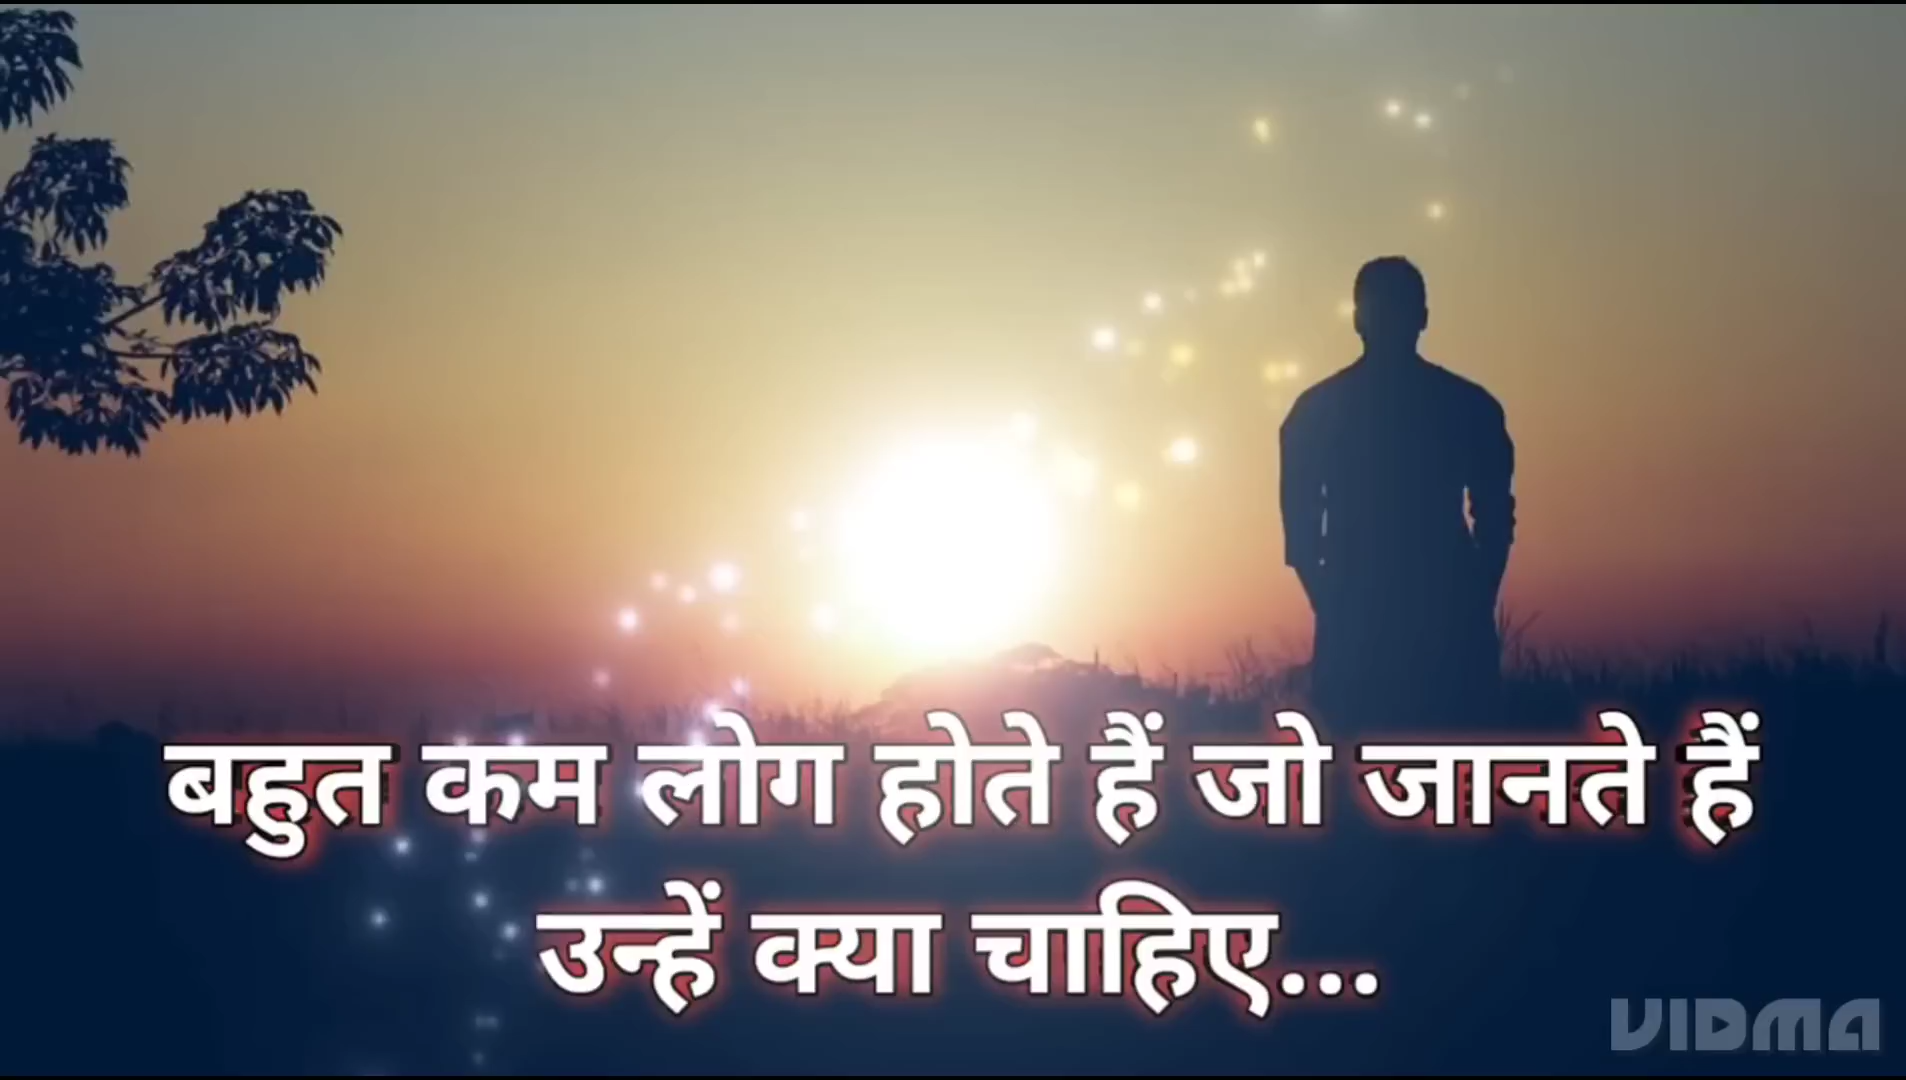 बहुत कम लोग होते हैं जो जानते हैं
उन्हें क्या चाहिए...
VIDMA